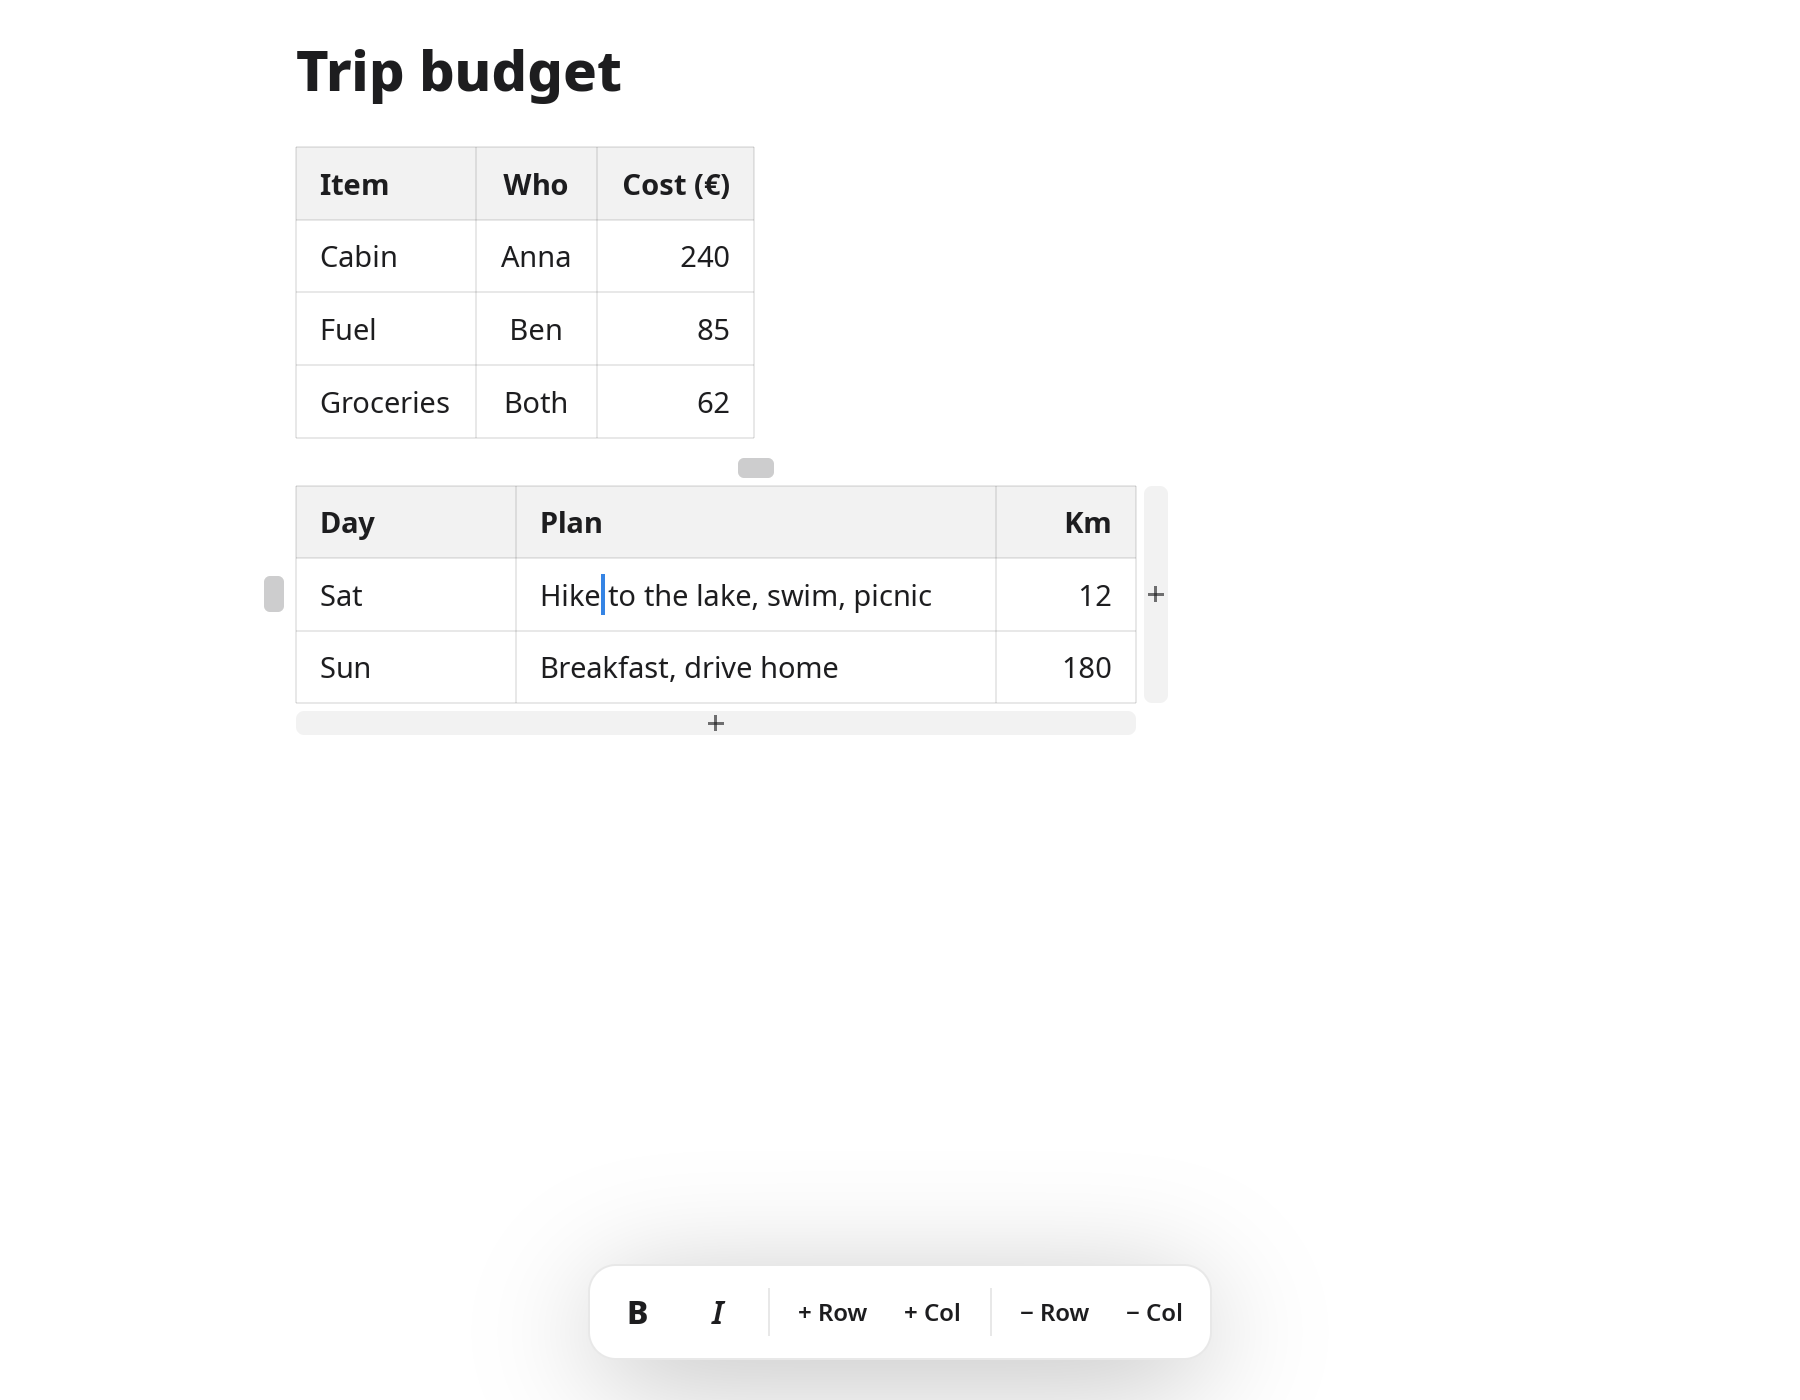 Trip budget
Item Who Cost (€)
Cabin Anna 240
Fuel Ben 85
Groceries Both 62
Day Plan Km
Sat Hike to the lake, swim, picnic 12
+
Sun Breakfast, drive home 180
+
B I + Row + Col − Row − Col